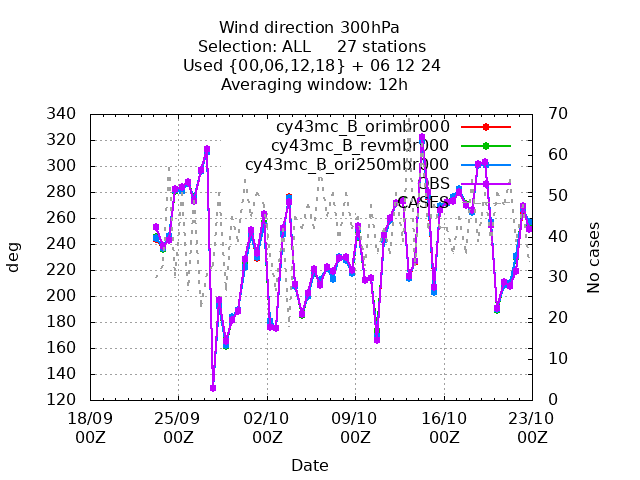 Wind direction 300hPa
Selection: ALL     27 stations
Used {00,06,12,18} + 06 12 24
Averaging window: 12h
cy43mc_B_orimbr000
cy43mc_B_revmbr000
cy43mc_B_ori250mbr000
OBS
CASES
340
320
300
280
260
240
220
200
180
160
140
120
deg
70
60
50
40
30
20
10
0
No cases
18/09 25/09 02/10 09/10 16/10 23/10
00Z 00Z 00Z 00Z 00Z 00Z
Date